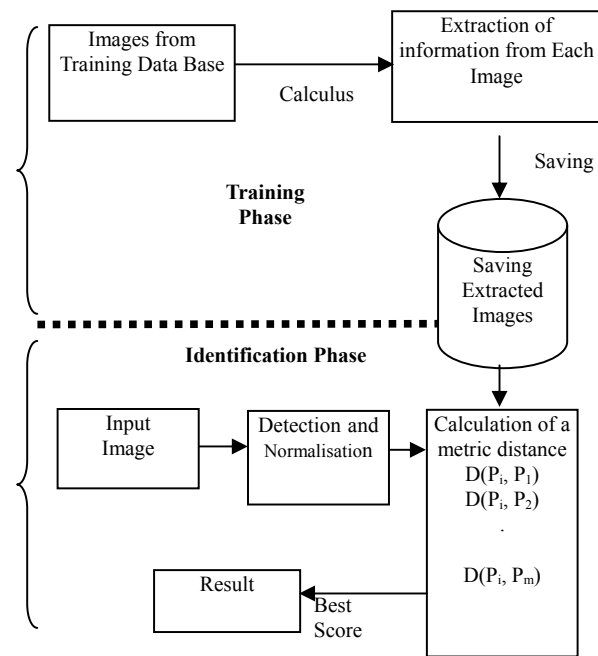 Images from
Training Data Base
Calculus
Extraction of
information from Each
Image
Saving
Training
Phase
Saving
Extracted
Images
Identification Phase
Input
Image
Detection and
Normalisation
Calculation of a
metric distance
D(Pᵢ, P₁)
D(Pᵢ, P₂)
.
D(Pᵢ, Pₘ)
Result
Best
Score